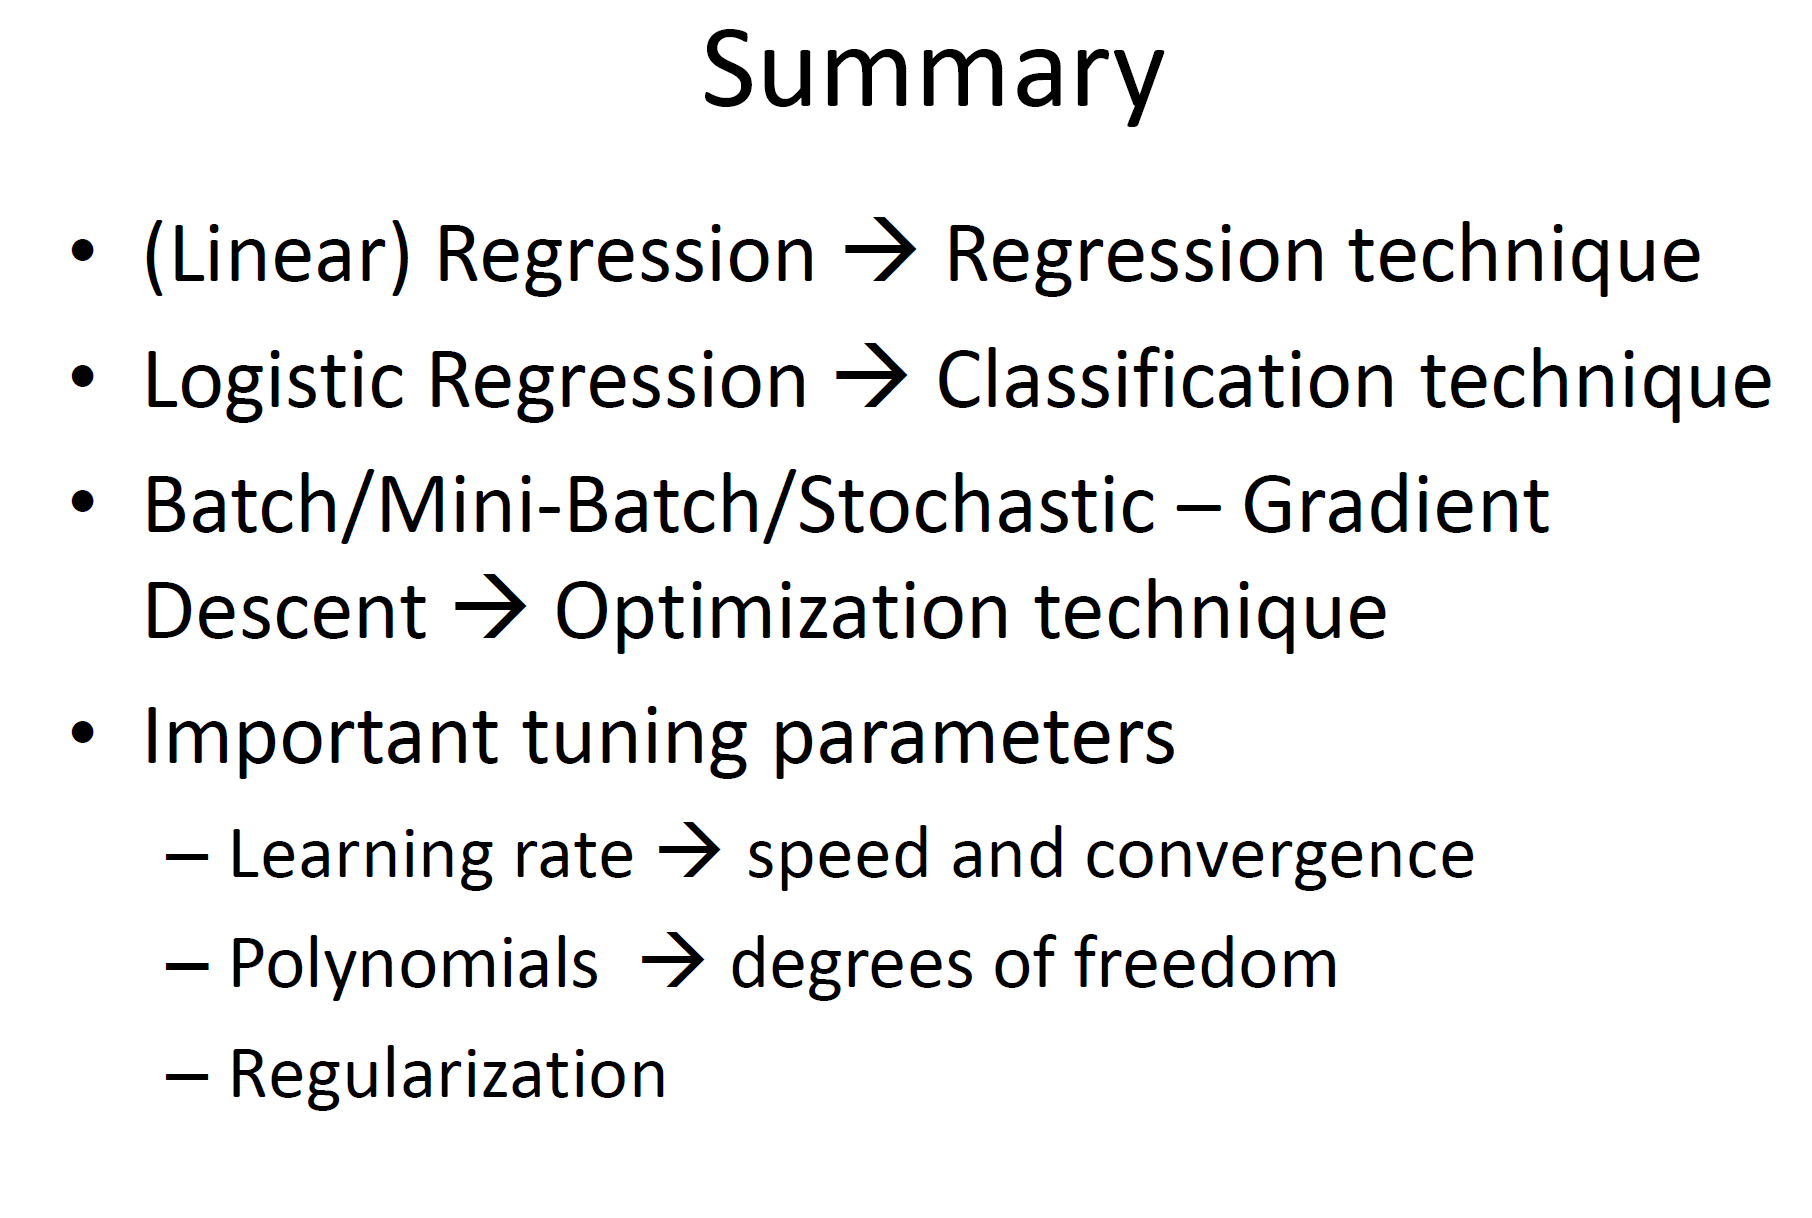 Summary
• (Linear) Regression → Regression technique
• Logistic Regression → Classification technique
• Batch/Mini-Batch/Stochastic – Gradient
Descent → Optimization technique
• Important tuning parameters
– Learning rate → speed and convergence
– Polynomials → degrees of freedom
– Regularization